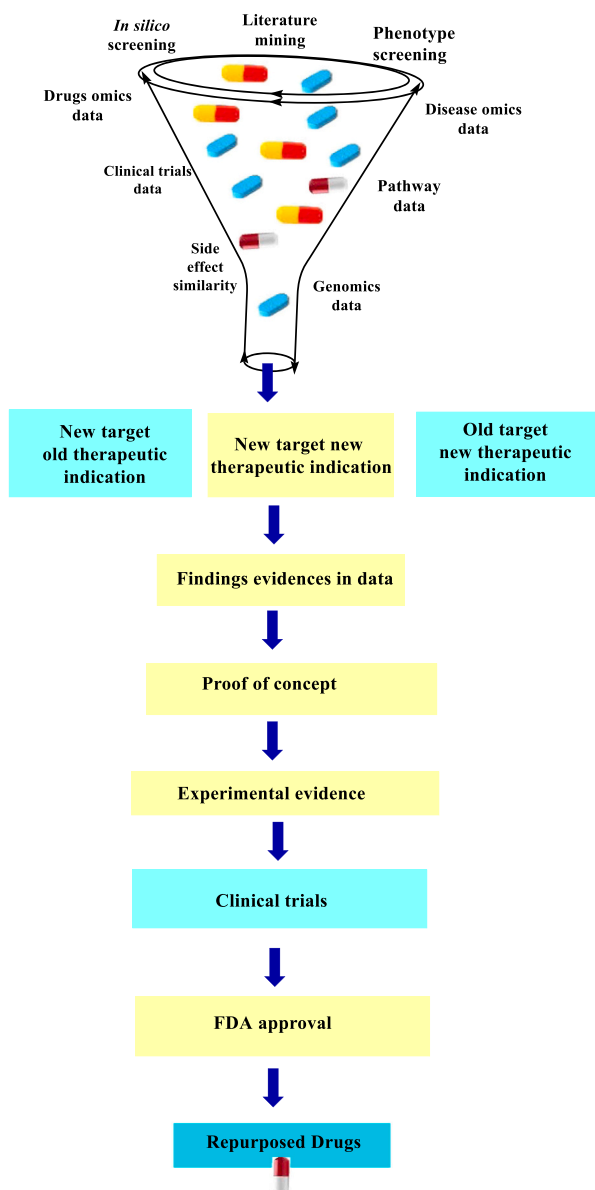 In silico
screening
Literature
mining
Phenotype
screening
Drugs omics
data
Disease omics
data
Clinical trials
data
Pathway
data
Side
effect
similarity
Genomics
data
New target
old therapeutic
indication
New target new
therapeutic indication
Old target
new therapeutic
indication
Findings evidences in data
Proof of concept
Experimental evidence
Clinical trials
FDA approval
Repurposed Drugs